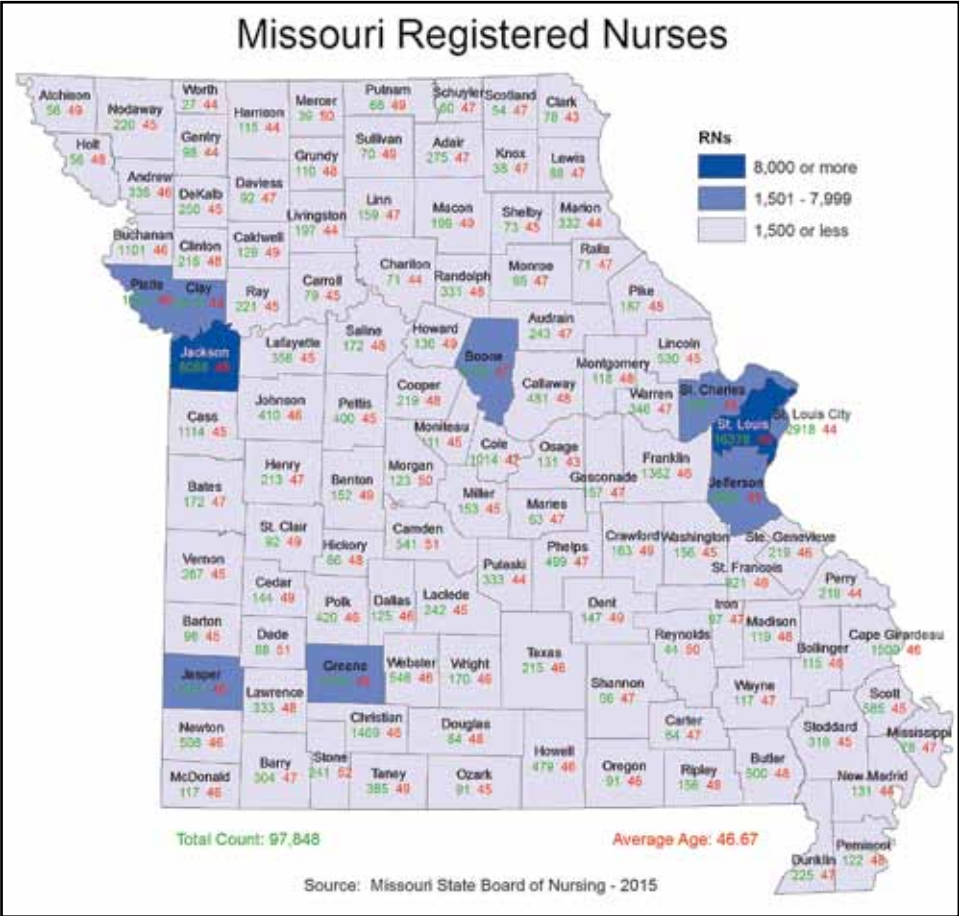 Missouri Registered Nurses
RNs
8,000 or more
1,501 - 7,999
1,500 or less
Atchison
56 49
Nodaway
220 45
Worth
27 44
Harrison
115 44
Mercer
39 50
Putnam
68 49
Schuyler
60 47
Scotland
54 47
Clark
78 43
Holt
56 48
Gentry
98 44
Sullivan
70 49
Adair
275 47
Knox
38 47
Lewis
88 47
Andrew
336 46
DeKalb
250 45
Daviess
92 47
Grundy
110 48
Linn
159 47
Macon
49
Shelby
73 45
Marion
332 44
Livingston
197 44
Buchanan
1101 46
Clinton
216 48
Caldwell
129 49
Chariton
71 44
Randolph
331 48
Monroe
47
Ralls
71 47
Platte
Clay
Ray
221 45
Carroll
79 45
Pike
187 48
Jackson
Lafayette
356 45
Saline
172 48
Howard
136 49
Boone
Audrain
243 47
Lincoln
530 45
Montgomery
118 48
Warren
346 47
St. Charles
St. Louis City
2918 44
St. Louis
Cass
1114 45
Johnson
410 46
Pettis
400 45
Cooper
219 48
Callaway
481 48
Moniteau
111 45
Cole
1014
Osage
131 43
Gasconade
157 47
Franklin
1362 46
Jefferson
Bates
172 47
Henry
213 47
Benton
152 49
Morgan
123 50
Miller
153 45
Maries
63 47
Camden
541 51
St. Clair
92 49
Hickory
66 48
Phelps
499 47
Crawford
163 49
Washington
156 45
Ste. Genevieve
219 46
St. Francois
821 46
Vernon
267 45
Cedar
144 49
Polk
420 46
Dallas
125 46
Laclede
242 45
Pulaski
333 44
Dent
147 49
Iron
97 47
Madison
119 48
Perry
218 44
Barton
96 45
Dade
88 51
Reynolds
44 50
Bollinger
115 46
Cape Girardeau
1500 46
Jasper
Greene
Webster
546 46
Wright
170 46
Texas
215 46
Shannon
56 47
Wayne
117 47
Scott
585 45
Lawrence
333 48
Newton
508 46
Christian
1469 46
Douglas
84 48
Carter
64 47
Stoddard
318 45
Mississippi
78 47
McDonald
117 46
Barry
304 47
Stone
241 52
Taney
385 49
Ozark
91 45
Howell
479 46
Oregon
91 46
Ripley
156 48
Butler
500 48
New Madrid
131 44
Pemiscot
122 48
Dunklin
225 47
Total Count: 97,848
Average Age: 46.67
Source: Missouri State Board of Nursing - 2015